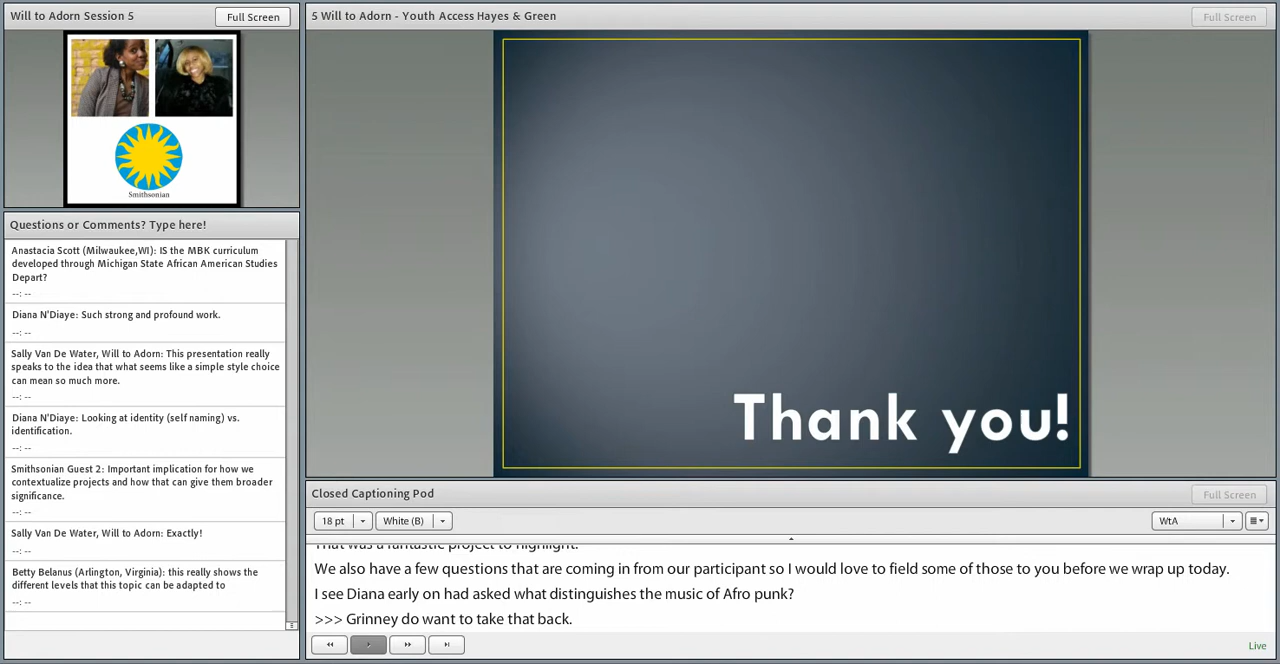 Will to Adorn Session 5
Full Screen
Smithsonian
Questions or Comments? Type here!
Anastacia Scott (Milwaukee,WI): IS the MBK curriculum
developed through Michigan State African American Studies
Depart?
--: --
Diana N'Diaye: Such strong and profound work.
--: --
Sally Van De Water, Will to Adorn: This presentation really
speaks to the idea that what seems like a simple style choice
can mean so much more.
--: --
Diana N'Diaye: Looking at identity (self naming) vs.
identification.
--: --
Smithsonian Guest 2: Important implication for how we
contextualize projects and how that can give them broader
significance.
--: --
Sally Van De Water, Will to Adorn: Exactly!
--: --
Betty Belanus (Arlington, Virginia): this really shows the
different levels that this topic can be adapted to
--: --
5 Will to Adorn - Youth Access Hayes & Green
Full Screen
Thank you!
Closed Captioning Pod
Full Screen
18 pt
White (B)
WtA
That was a fantastic project to highlight.
We also have a few questions that are coming in from our participant so I would love to field some of those to you before we wrap up today.
I see Diana early on had asked what distinguishes the music of Afro punk?
>>> Grinney do want to take that back.
Live